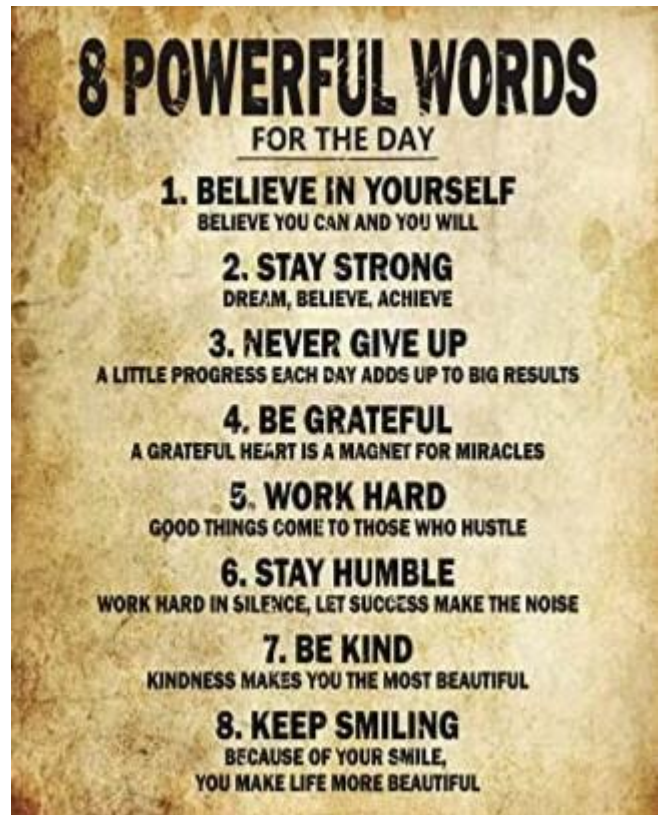 8 POWERFUL WORDS
FOR THE DAY
1. BELIEVE IN YOURSELF
BELIEVE YOU CAN AND YOU WILL
2. STAY STRONG
DREAM, BELIEVE, ACHIEVE
3. NEVER GIVE UP
A LITTLE PROGRESS EACH DAY ADDS UP TO BIG RESULTS
4. BE GRATEFUL
A GRATEFUL HEART IS A MAGNET FOR MIRACLES
5. WORK HARD
GOOD THINGS COME TO THOSE WHO HUSTLE
6. STAY HUMBLE
WORK HARD IN SILENCE, LET SUCCESS MAKE THE NOISE
7. BE KIND
KINDNESS MAKES YOU THE MOST BEAUTIFUL
8. KEEP SMILING
BECAUSE OF YOUR SMILE,
YOU MAKE LIFE MORE BEAUTIFUL